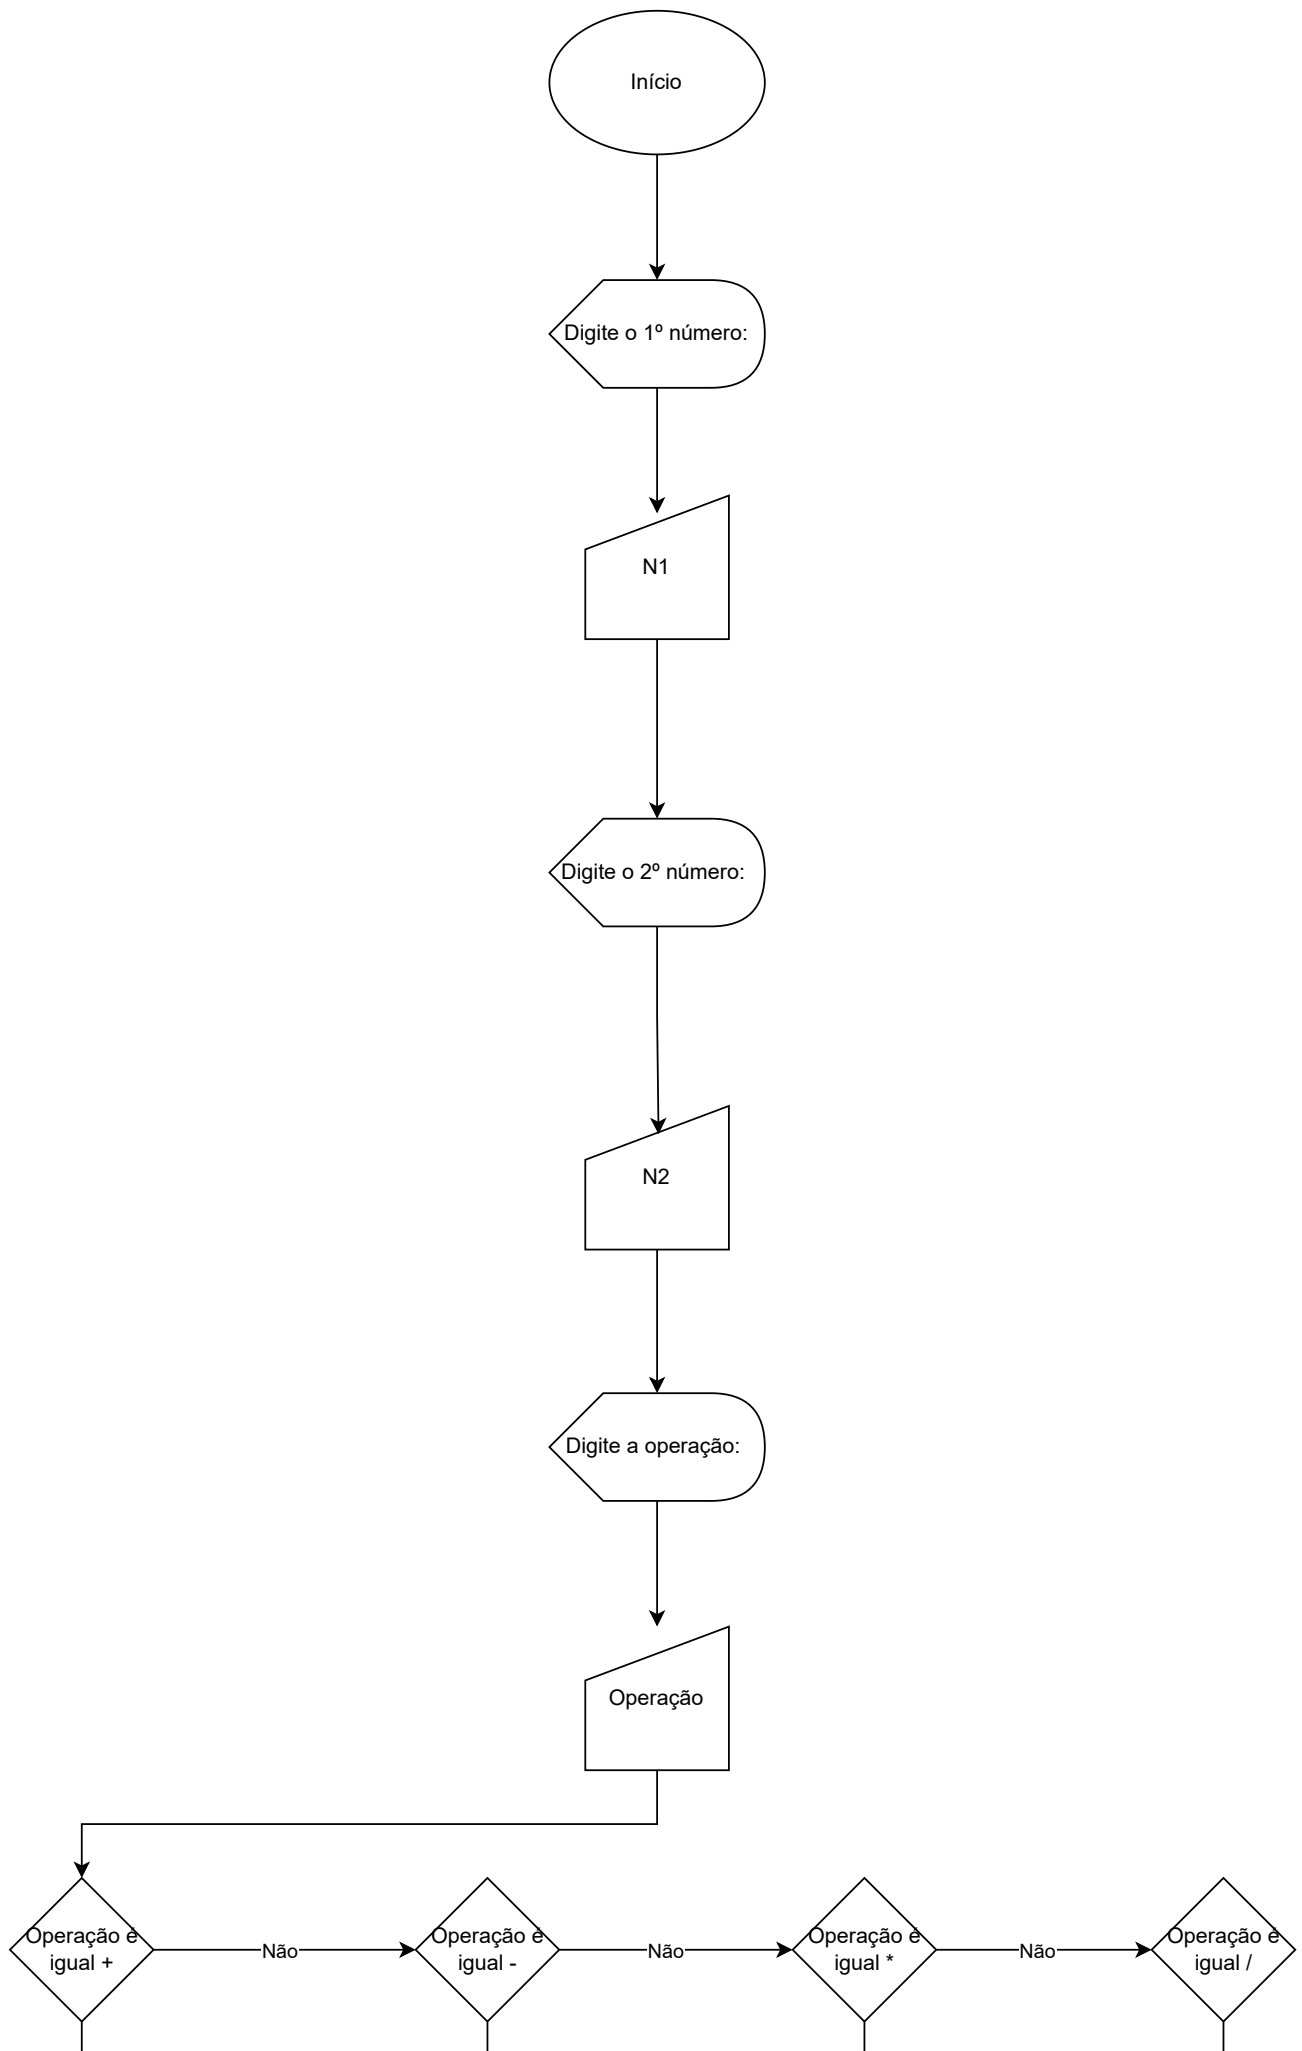 Início
Digite o 1º número:
N1
Digite o 2º número:
N2
Digite a operação:
Operação
Operação é
igual +
Não
Operação é
igual -
Não
Operação é
igual *
Não
Operação é
igual /